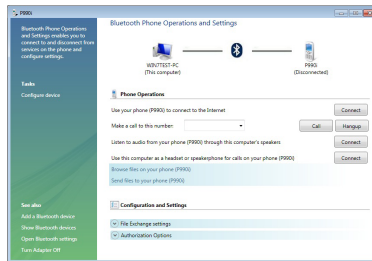 P990i
Bluetooth Phone Operations
and Settings enables you to
connect to and disconnect from
services on the phone and
configure settings.
Tasks
Configure device
See also
Add a Bluetooth device
Show Bluetooth devices
Open Bluetooth settings
Turn Adapter Off
Bluetooth Phone Operations and Settings
WIN7TEST-PC
(This computer)
P990i
(Disconnected)
Phone Operations
Use your phone (P990i) to connect to the Internet
Connect
Make a call to this number:
Call
Hangup
Listen to audio from your phone (P990i) through this computer's speakers
Connect
Use this computer as a headset or speakerphone for calls on your phone (P990i)
Connect
Browse files on your phone (P990i)
Send files to your phone (P990i)
Configuration and Settings
File Exchange settings
Authorization Options